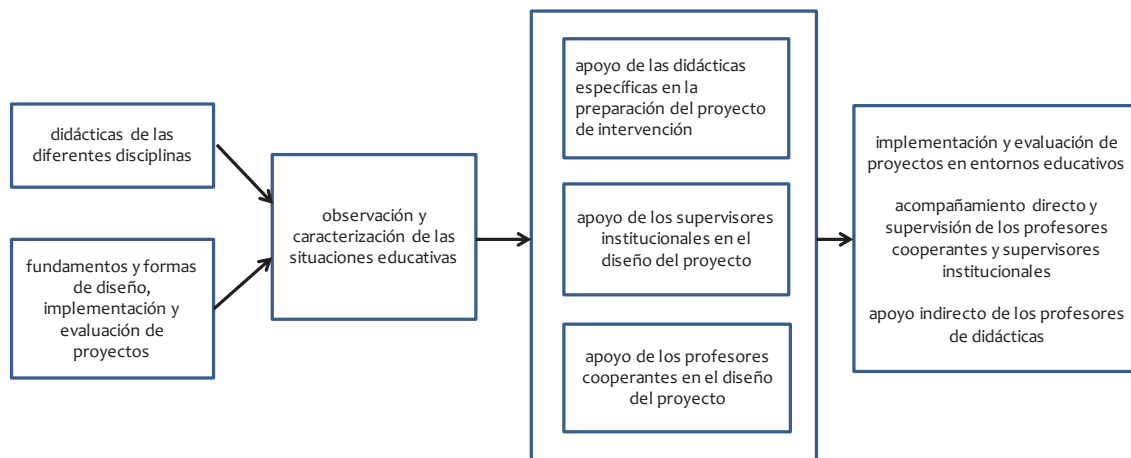 didácticas de las
diferentes disciplinas
fundamentos y formas
de diseño,
implementación y
evaluación de
proyectos
observación y
caracterización de las
situaciones educativas
apoyo de las didácticas
específicas en la
preparación del proyecto
de intervención
apoyo de los supervisores
institucionales en el
diseño del proyecto
apoyo de los profesores
cooperantes en el diseño
del proyecto
implementación y evaluación de
proyectos en entornos educativos
acompañamiento directo y
supervisión de los profesores
cooperantes y supervisores
institucionales
apoyo indirecto de los profesores
de didácticas